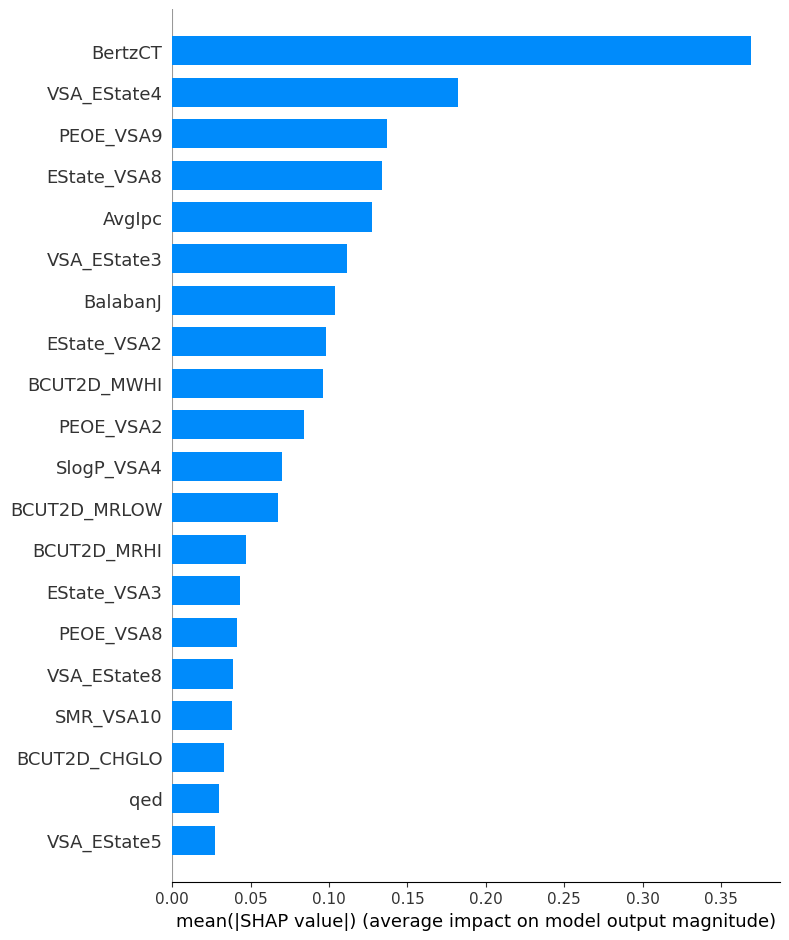 BertzCT
VSA_EState4
PEOE_VSA9
EState_VSA8
AvgIpc
VSA_EState3
BalabanJ
EState_VSA2
BCUT2D_MWHI
PEOE_VSA2
SlogP_VSA4
BCUT2D_MRLOW
BCUT2D_MRHI
EState_VSA3
PEOE_VSA8
VSA_EState8
SMR_VSA10
BCUT2D_CHGLO
qed
VSA_EState5
0.00 0.05 0.10 0.15 0.20 0.25 0.30 0.35
mean(|SHAP value|) (average impact on model output magnitude)